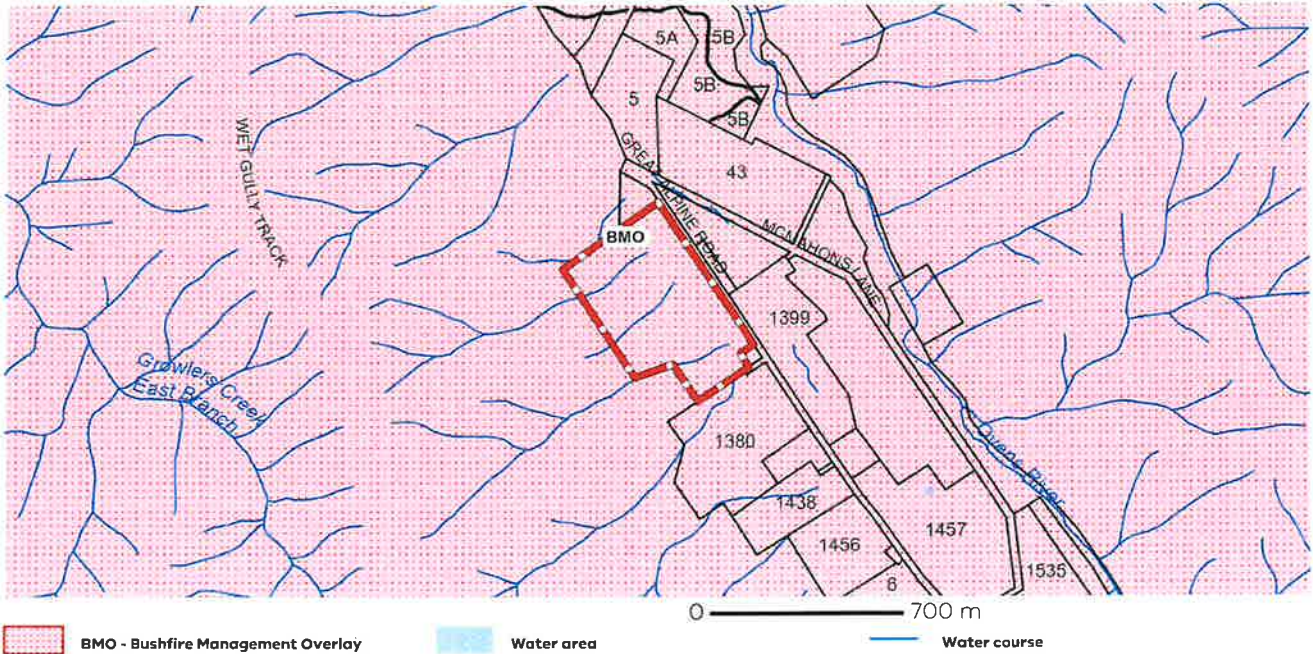 5A
5B
5B
5
5B
WET GULLY TRACK
43
GREAT ALPINE ROAD
BMO
MCMAHONS LANE
1399
Growlers Creek
East Branch
1380
Ovens River
1438
1457
1456
1535
6
0 700 m
BMO - Bushfire Management Overlay
Water area
Water course